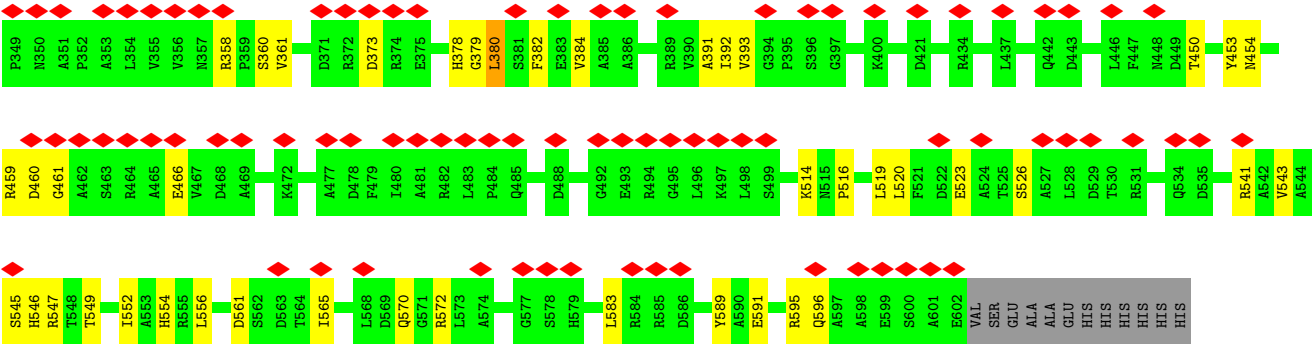 P349 N350 A351 P352 A353 L354 V355 V356 N357 R358 P359 S360 V361 D371 R372 D373 R374 E375 H378 G379 L380 S381 F382 E383 V384 A385 A386 R389 V390 A391 I392 V393 G394 P395 S396 G397 K400 D421 R434 L437 Q442 D443 L446 F447 N448 D449 T450 Y453 N454
R459 D460 G461 A462 S463 R464 A465 E466 V467 D468 A469 K472 A477 D478 F479 I480 A481 R482 L483 P484 Q485 D488 G492 E493 R494 G495 L496 K497 L498 S499 K514 N515 P516 L519 L520 F521 D522 E523 A524 T525 S526 A527 L528 D529 T530 R531 Q534 D535 R541 A542 V543 A544
S545 H546 R547 T548 T549 I552 A553 H554 R555 L556 D561 S562 D563 T564 I565 L568 D569 Q570 G571 R572 L573 A574 G577 S578 H579 L583 R584 R585 D586 Y589 A590 E591 R595 Q596 A597 A598 E599 S600 A601 E602 VAL SER GLU ALA ALA GLU HIS HIS HIS HIS HIS HIS